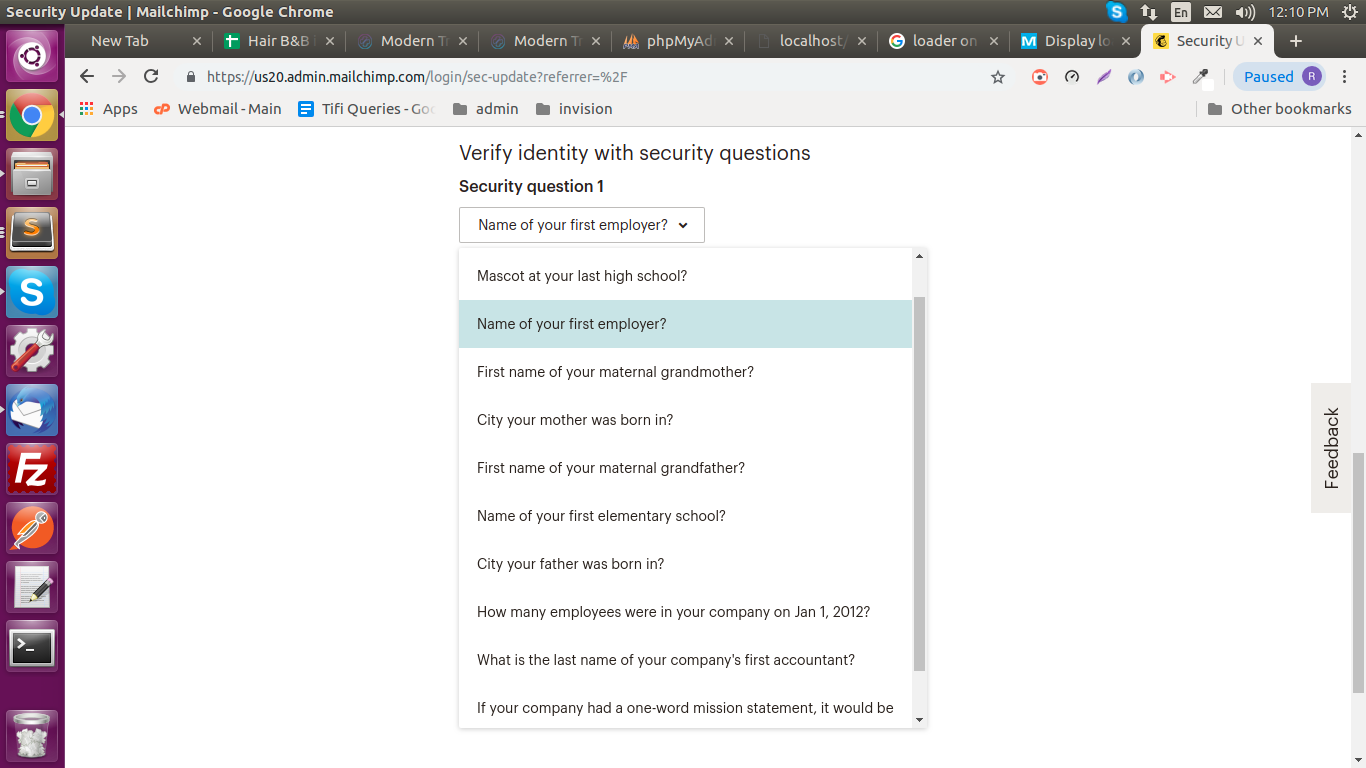 Security Update | Mailchimp - Google Chrome
En
12:10 PM
New Tab
Hair B&B
Modern Tr
Modern Tr
phpMyAd
localhost/
loader on
Display lo
Security U
https://us20.admin.mailchimp.com/login/sec-update?referrer=%2F
Paused
R
Apps
Webmail - Main
Tifi Queries - Goo
admin
invision
Other bookmarks
Verify identity with security questions
Security question 1
Name of your first employer?
Mascot at your last high school?
Name of your first employer?
First name of your maternal grandmother?
City your mother was born in?
First name of your maternal grandfather?
Name of your first elementary school?
City your father was born in?
How many employees were in your company on Jan 1, 2012?
What is the last name of your company's first accountant?
If your company had a one-word mission statement, it would be
Feedback